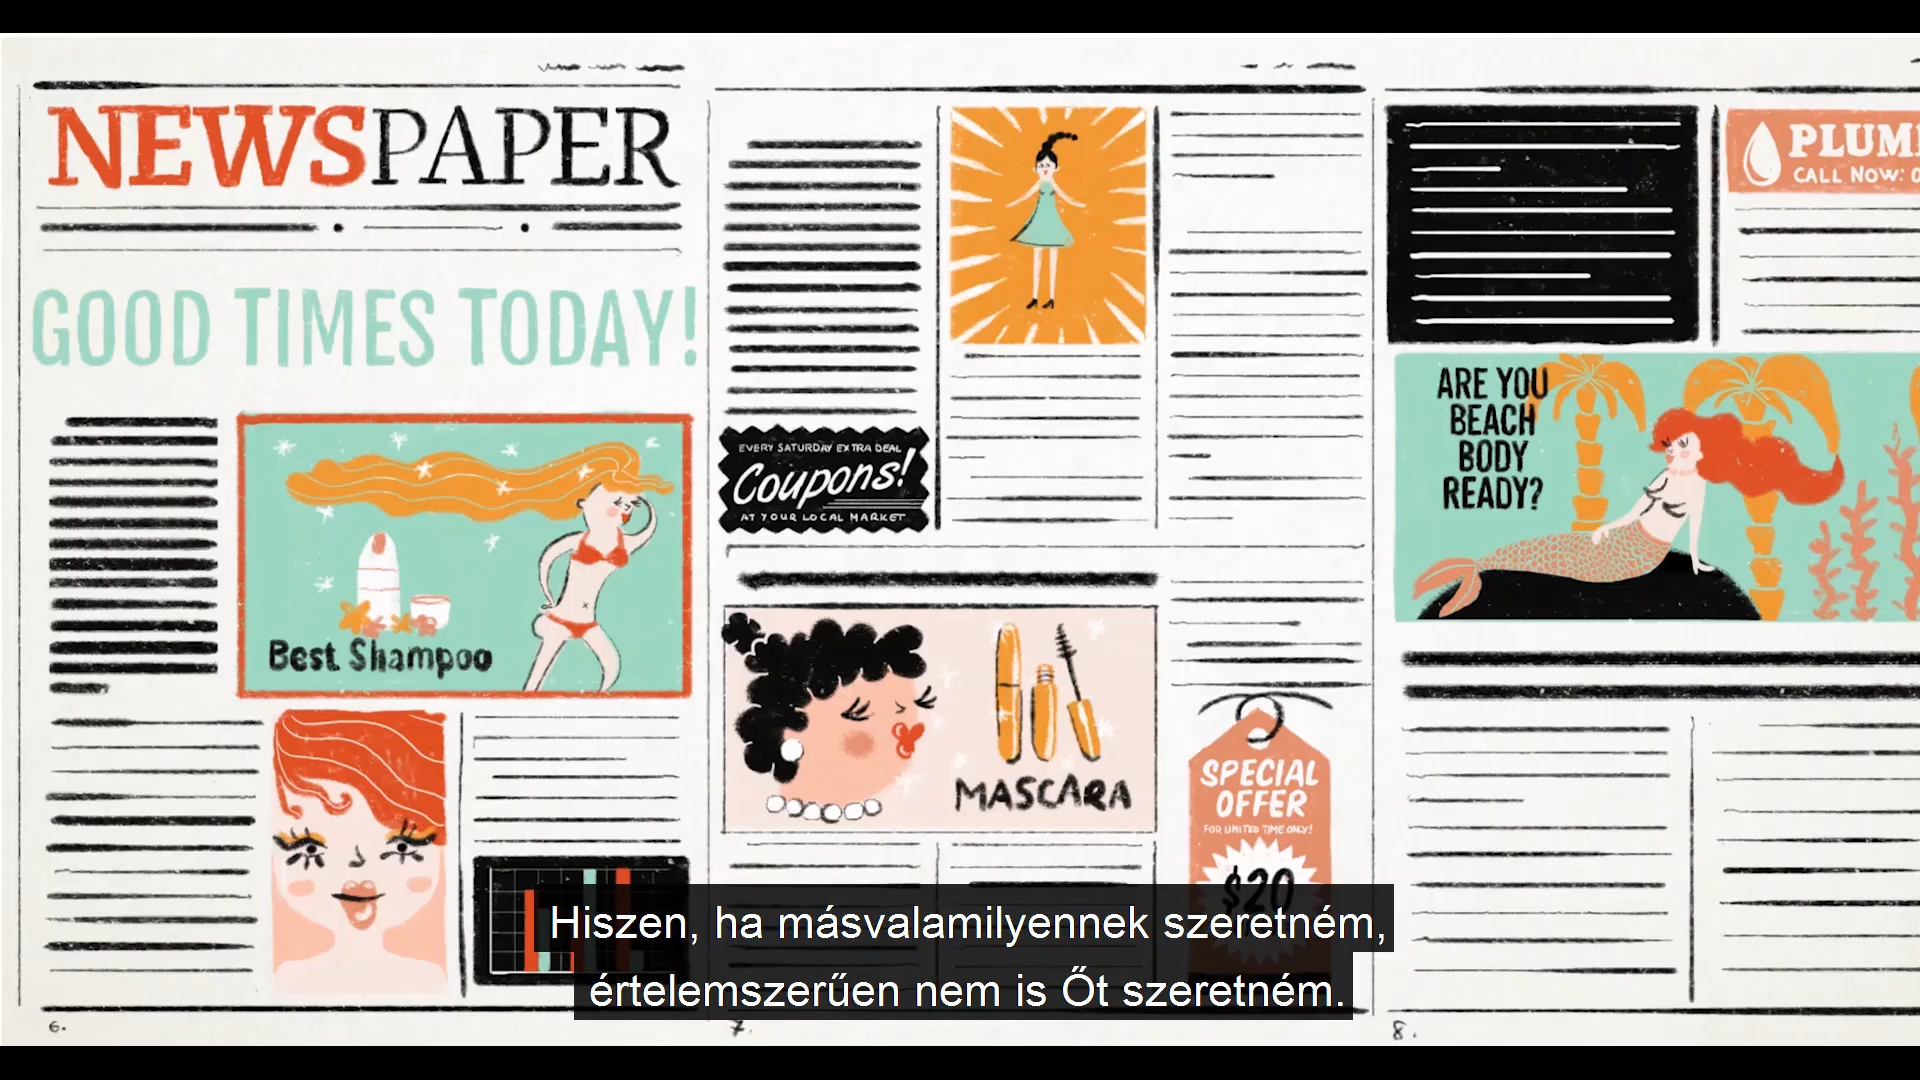 NEWSPAPER
GOOD TIMES TODAY!
Best Shampoo
6.
EVERY SATURDAY EXTRA DEAL
Coupons!
AT YOUR LOCAL MARKET
MASCARA
SPECIAL
OFFER
FOR UNITED TIME ONLY!
$20
7.
CALL NOW:
ARE YOU
BEACH
BODY
READY?
8.
Hiszen, ha másvalamilyennek szeretném,
értelemszerűen nem is Őt szeretném.